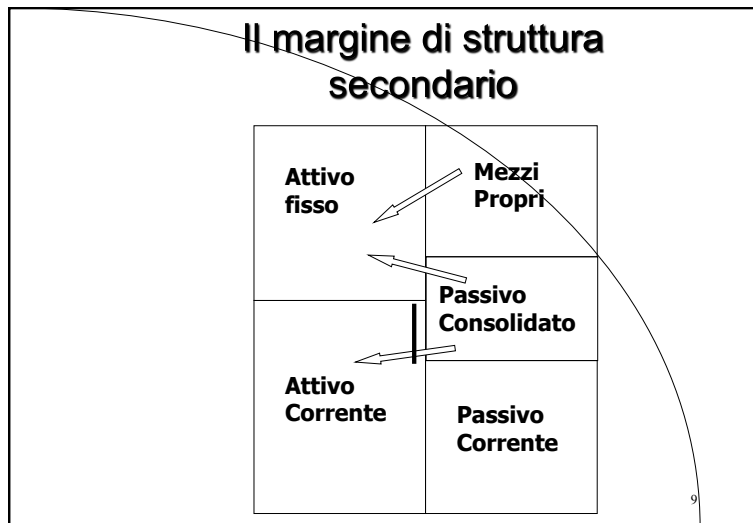 Il margine di struttura
secondario
Attivo
fisso
Mezzi
Propri
Passivo
Consolidato
Attivo
Corrente
Passivo
Corrente
9